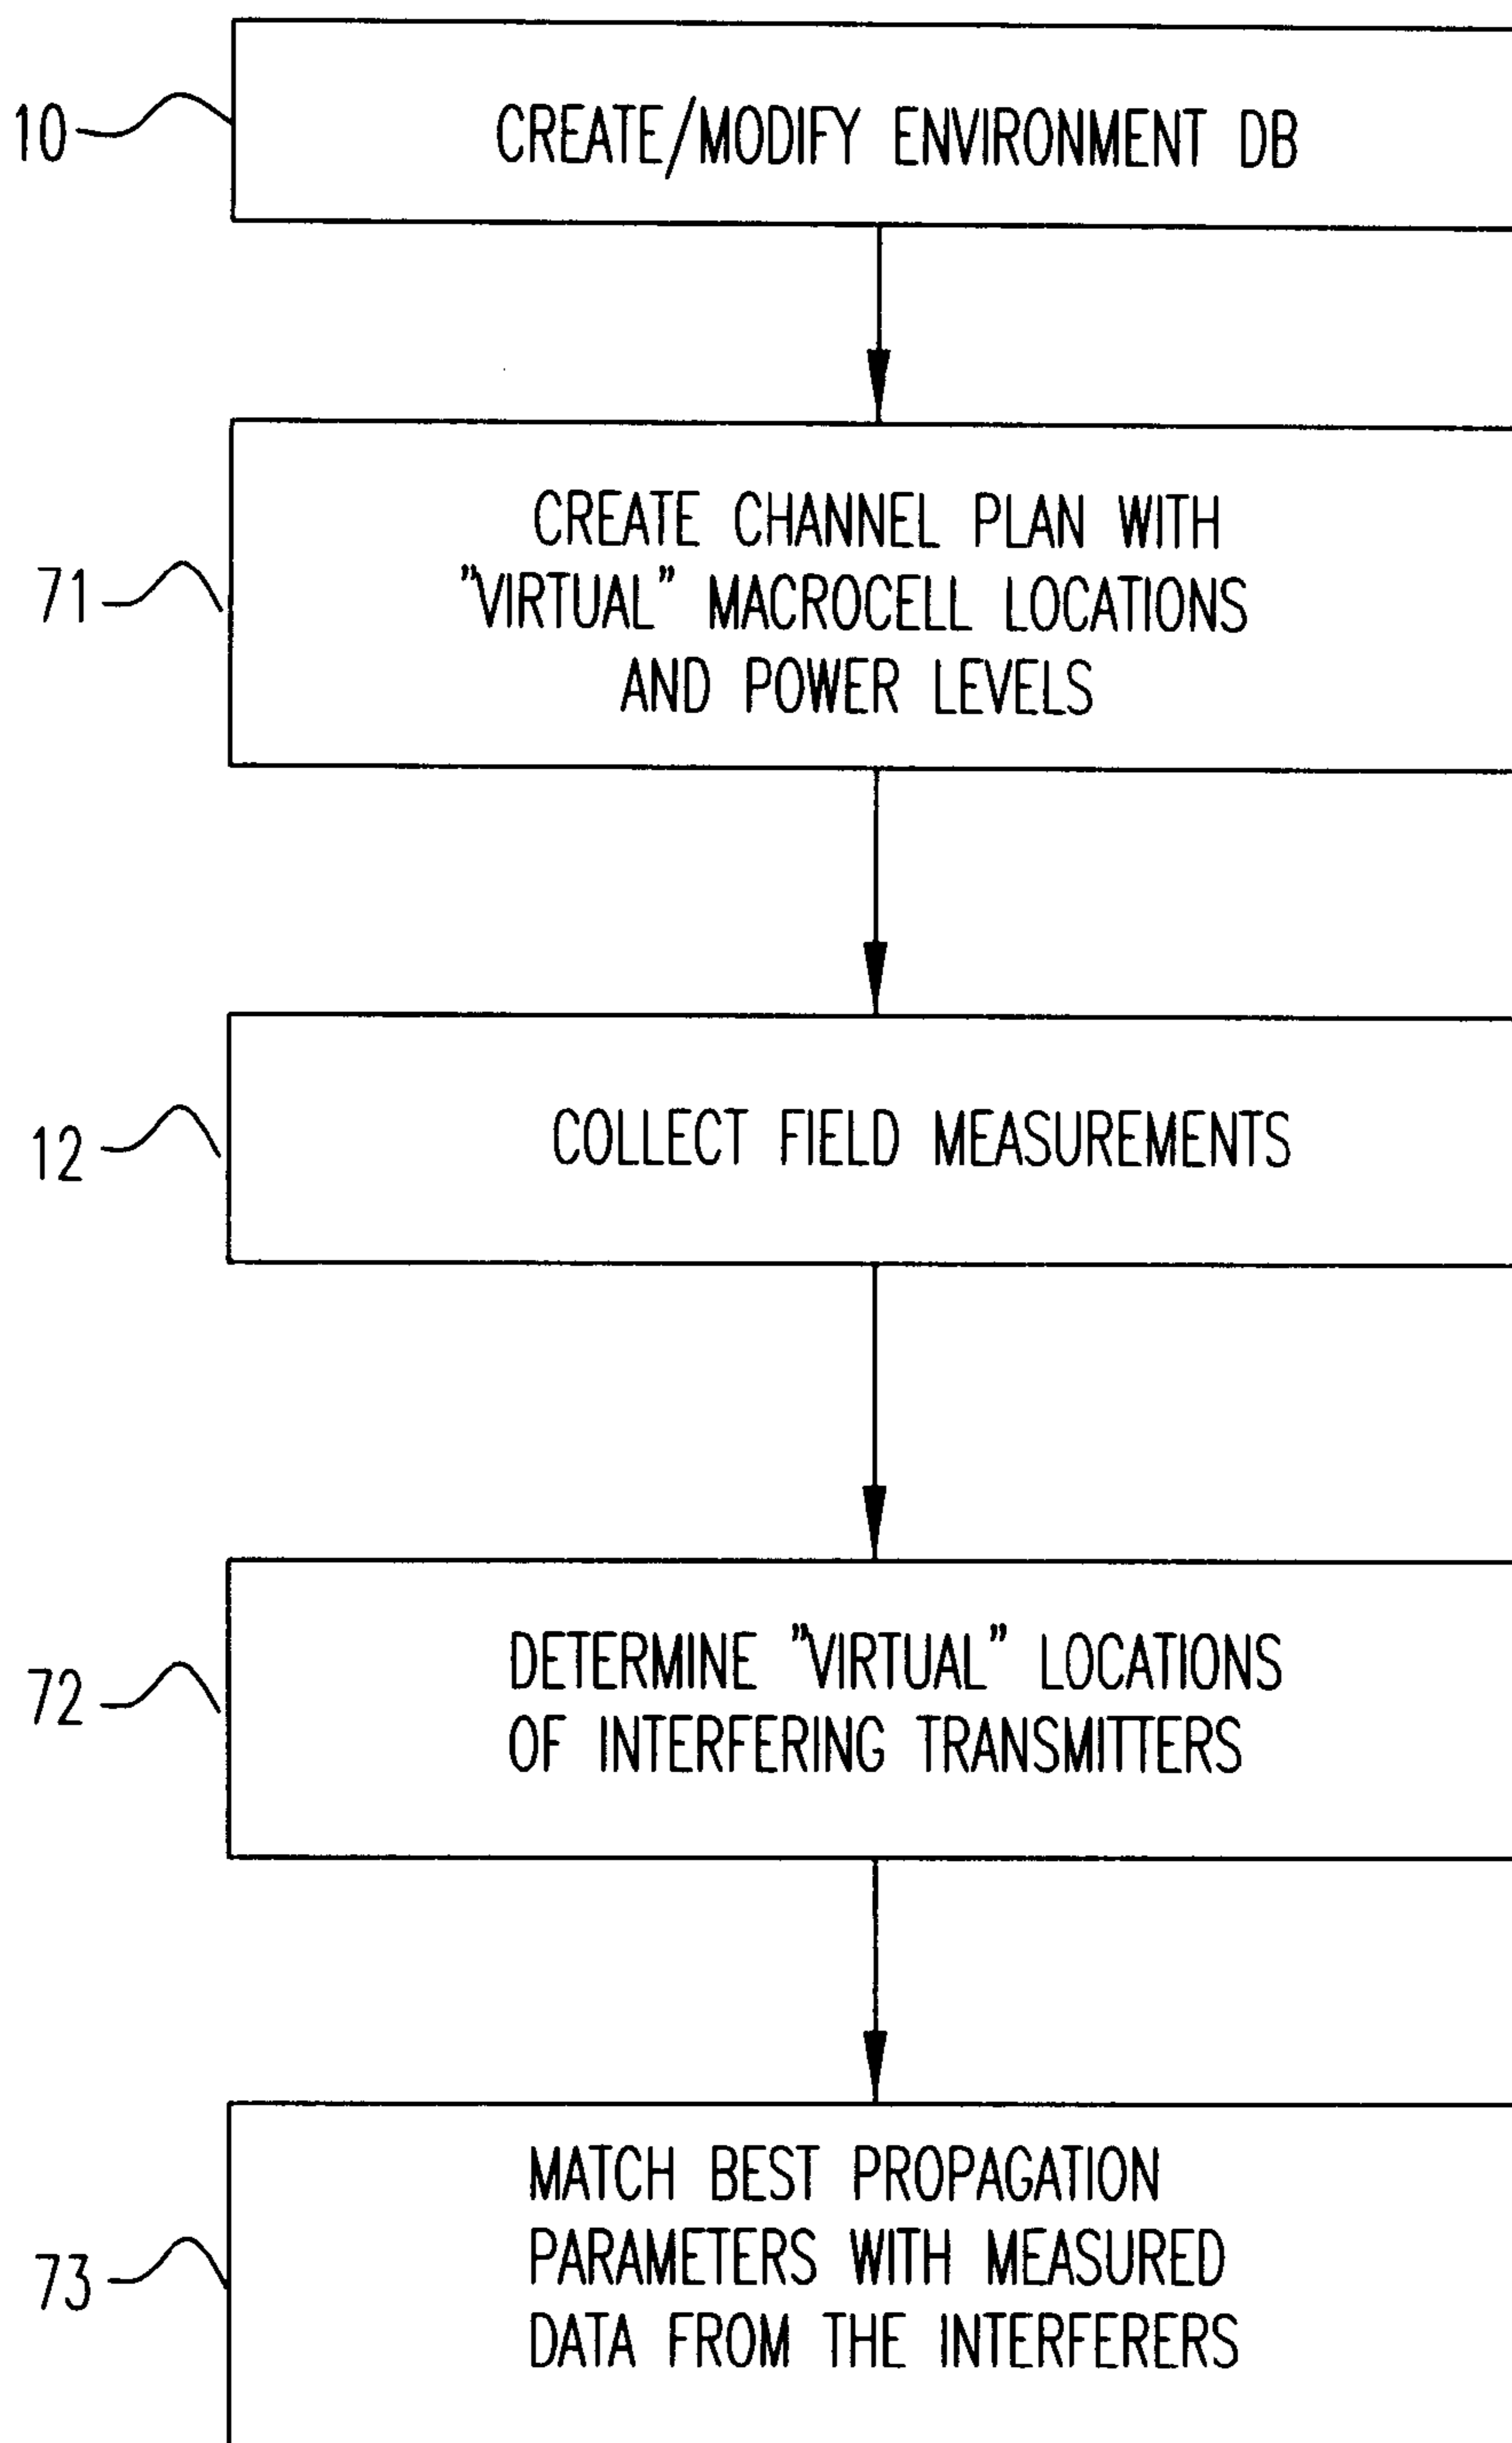 10
CREATE/MODIFY ENVIRONMENT DB
71
CREATE CHANNEL PLAN WITH
"VIRTUAL" MACROCELL LOCATIONS
AND POWER LEVELS
12
COLLECT FIELD MEASUREMENTS
72
DETERMINE "VIRTUAL" LOCATIONS
OF INTERFERING TRANSMITTERS
73
MATCH BEST PROPAGATION
PARAMETERS WITH MEASURED
DATA FROM THE INTERFERERS